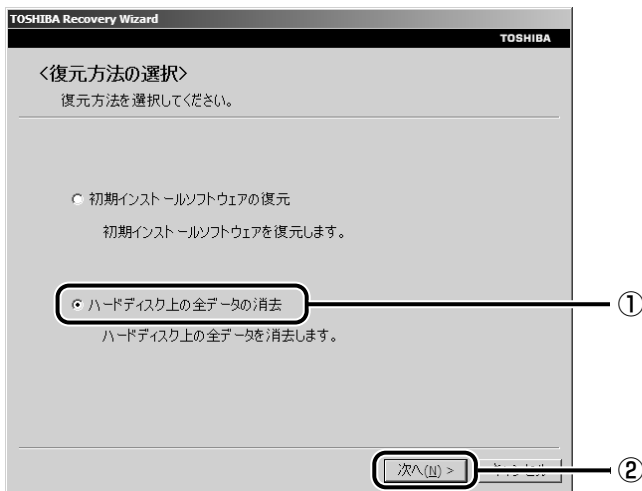 TOSHIBA Recovery Wizard
TOSHIBA
<復元方法の選択>
復元方法を選択してください。
初期インストールソフトウェアの復元
初期インストールソフトウェアを復元します。
ハードディスク上の全データの消去
①
ハードディスク上の全データを消去します。
次へ(N) >
キャンセル
②